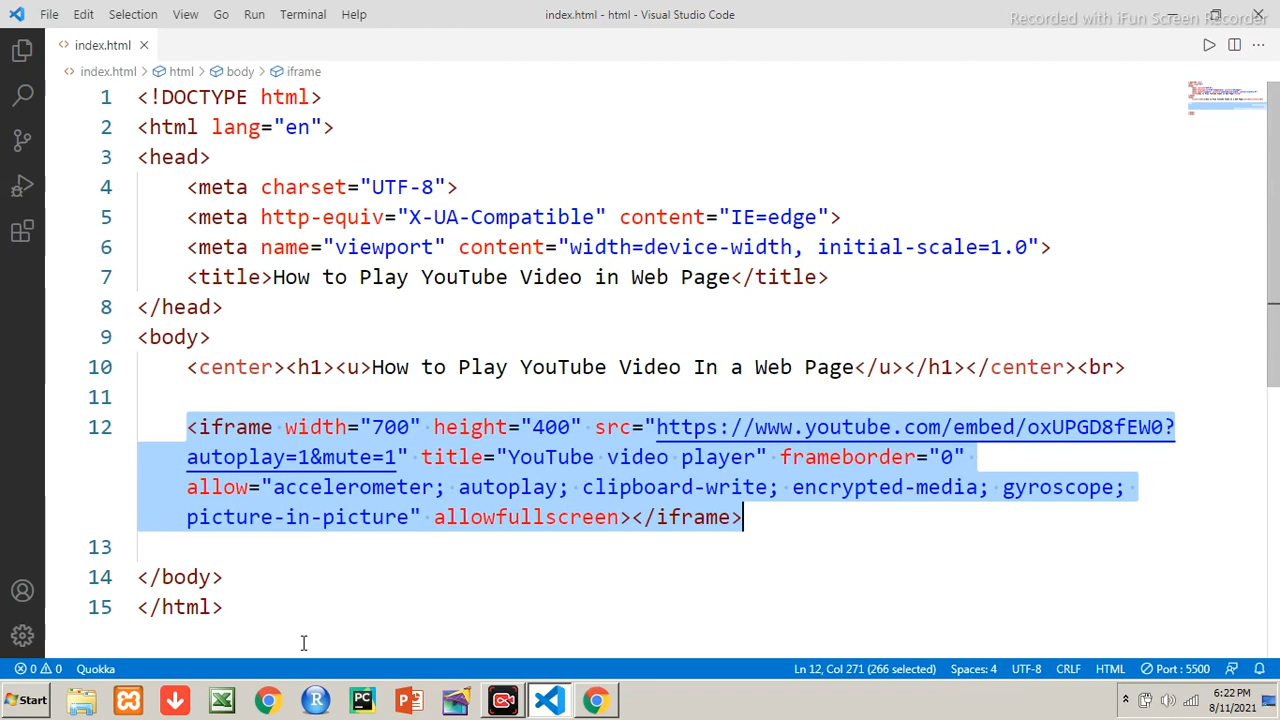 File Edit Selection View Go Run Terminal Help
index.html - html - Visual Studio Code
Recorded with iFun Screen Recorder
<> index.html ×
<> index.html > html > body > iframe
1 <!DOCTYPE html>
2 <html lang="en">
3 <head>
4 <meta charset="UTF-8">
5 <meta http-equiv="X-UA-Compatible" content="IE=edge">
6 <meta name="viewport" content="width=device-width, initial-scale=1.0">
7 <title>How to Play YouTube Video in Web Page</title>
8 </head>
9 <body>
10 <center><h1><u>How to Play YouTube Video In a Web Page</u></h1></center><br>
11
12 <iframe width="700" height="400" src="https://www.youtube.com/embed/oxUPGD8fEW0?
autoplay=1&mute=1" title="YouTube video player" frameborder="0"
allow="accelerometer; autoplay; clipboard-write; encrypted-media; gyroscope;
picture-in-picture" allowfullscreen></iframe>
13
14 </body>
15 </html>
0 0 Quokka Ln 12, Col 271 (266 selected) Spaces: 4 UTF-8 CRLF HTML Port : 5500
Start R PC P 6:22 PM
8/11/2021